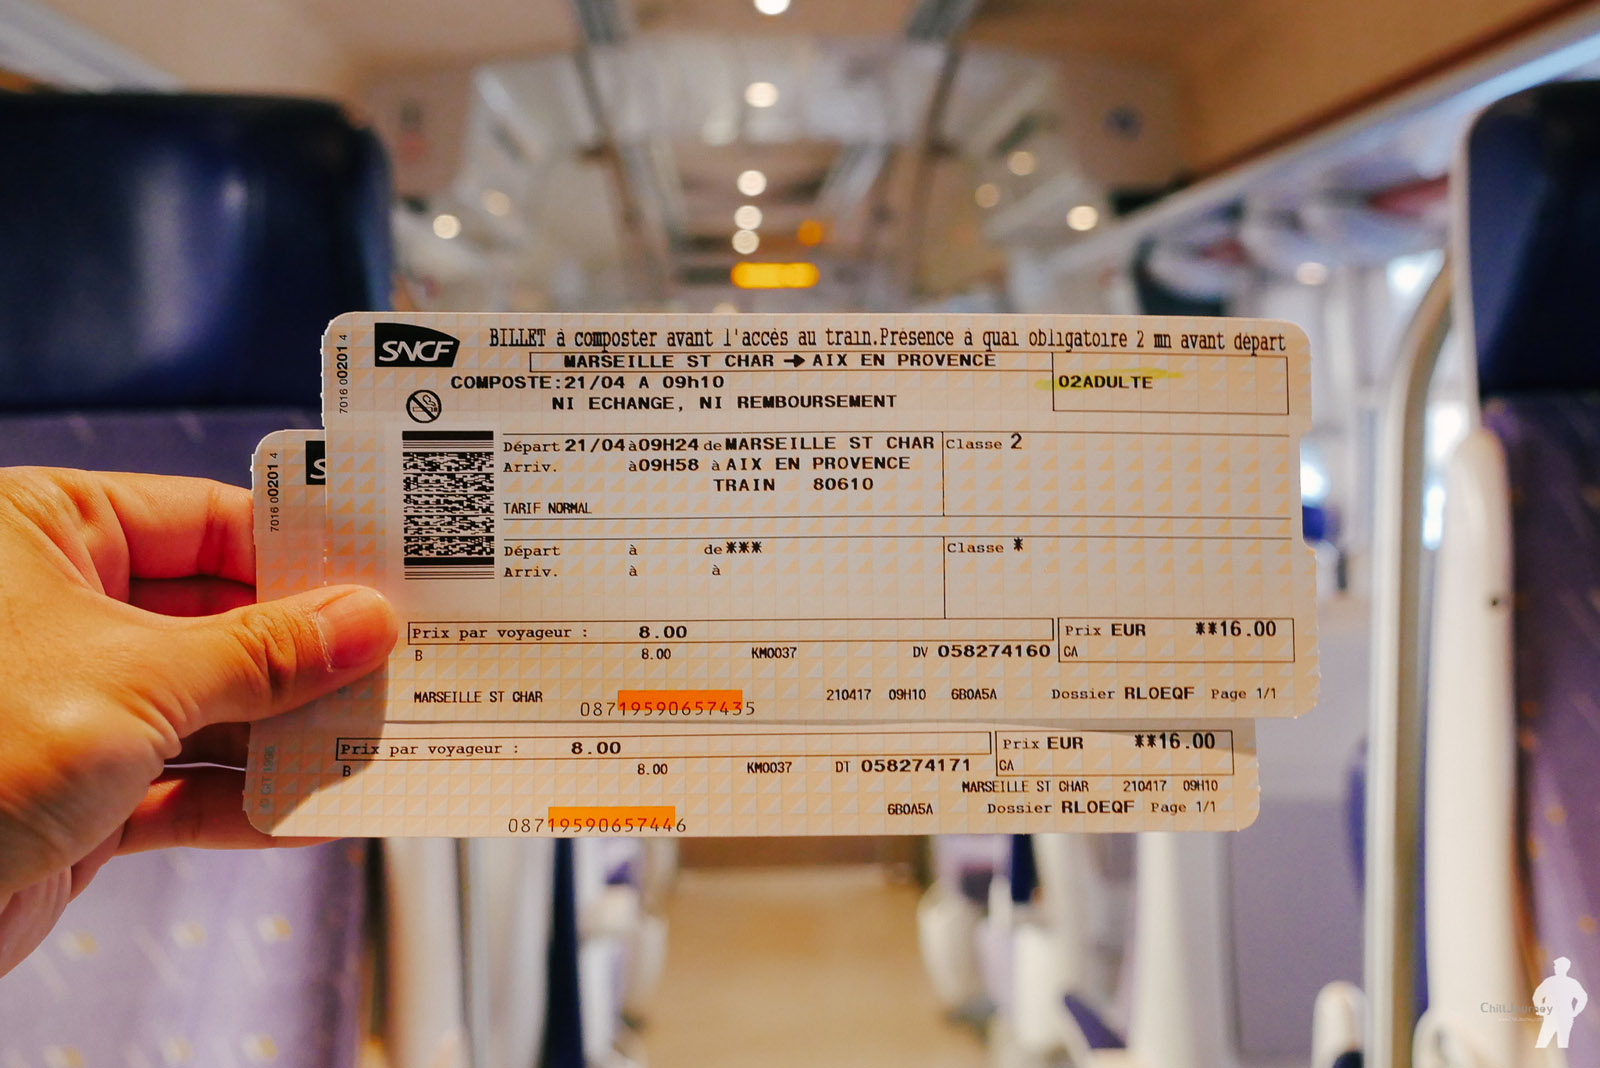 7016 00201 4
SNCF
BILLET à composter avant l'accès au train.Présence à quai obligatoire 2 mn avant départ
MARSEILLE ST CHAR → AIX EN PROVENCE
COMPOSTE:21/04 A 09h10
02ADULTE
NI ECHANGE, NI REMBOURSEMENT
Départ 21/04 à 09H24 de MARSEILLE ST CHAR Classe 2
Arriv. à 09H58 à AIX EN PROVENCE
TRAIN 80610
TARIF NORMAL
Départ à de *** Classe *
Arriv. à à
Prix par voyageur : 8.00 Prix EUR **16.00
B 8.00 KM0037 DV 058274160 CA
MARSEILLE ST CHAR 210417 09H10 6B0A5A Dossier RLOEQF Page 1/1
08719590657435
7016 00201 4
S
Prix par voyageur : 8.00 Prix EUR **16.00
B 8.00 KM0037 DT 058274171 CA
MARSEILLE ST CHAR 210417 09H10
6B0A5A Dossier RLOEQF Page 1/1
08719590657446